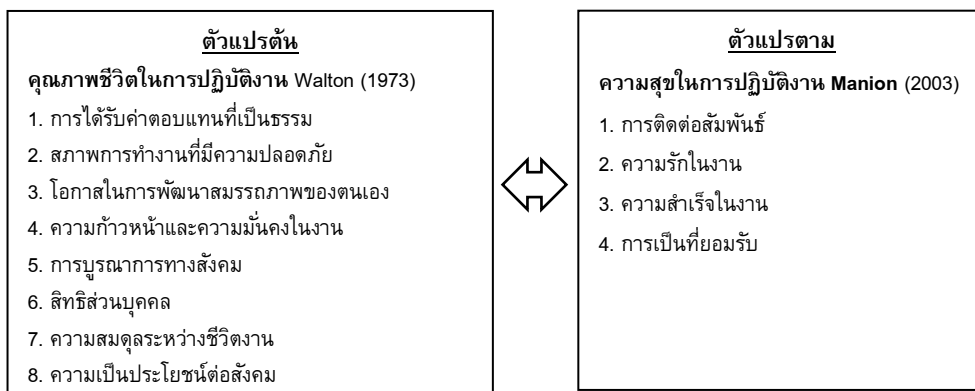 ตัวแปรต้น
คุณภาพชีวิตในการปฏิบัติงาน Walton (1973)
1. การได้รับค่าตอบแทนที่เป็นธรรม
2. สภาพการทำงานที่มีความปลอดภัย
3. โอกาสในการพัฒนาสมรรถภาพของตนเอง
4. ความก้าวหน้าและความมั่นคงในงาน
5. การบูรณาการทางสังคม
6. สิทธิส่วนบุคคล
7. ความสมดุลระหว่างชีวิตงาน
8. ความเป็นประโยชน์ต่อสังคม
ตัวแปรตาม
ความสุขในการปฏิบัติงาน Manion (2003)
1. การติดต่อสัมพันธ์
2. ความรักในงาน
3. ความสำเร็จในงาน
4. การเป็นที่ยอมรับ